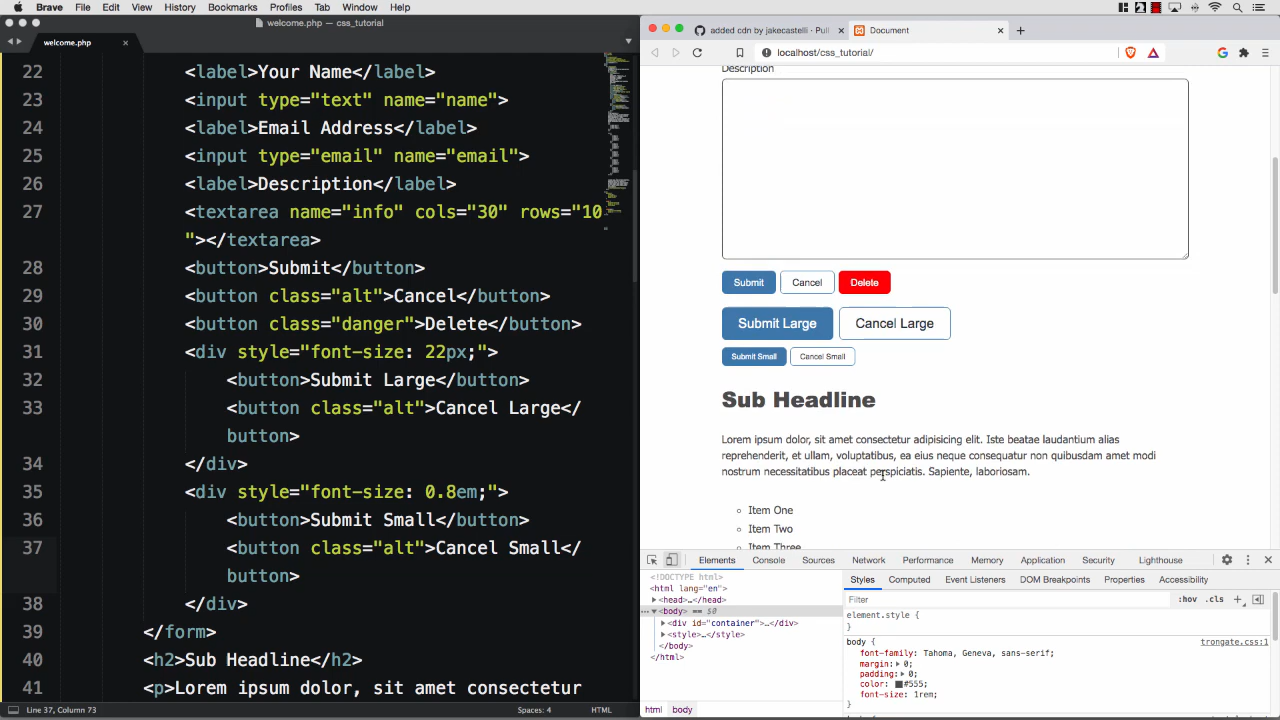 Brave File Edit View History Bookmarks Profiles Tab Window Help
welcome.php — css_tutorial
welcome.php
22 <label>Your Name</label>
23 <input type="text" name="name">
24 <label>Email Address</label>
25 <input type="email" name="email">
26 <label>Description</label>
27 <textarea name="info" cols="30" rows="10
"></textarea>
28 <button>Submit</button>
29 <button class="alt">Cancel</button>
30 <button class="danger">Delete</button>
31 <div style="font-size: 22px;">
32 <button>Submit Large</button>
33 <button class="alt">Cancel Large</
button>
34 </div>
35 <div style="font-size: 0.8em;">
36 <button>Submit Small</button>
37 <button class="alt">Cancel Small</
button>
38 </div>
39 </form>
40 <h2>Sub Headline</h2>
41 <p>Lorem ipsum dolor, sit amet consectetur
Line 37, Column 73 Spaces: 4 HTML
added cdn by jakecastelli · Pull
Document
localhost/css_tutorial/
Description
Submit Cancel Delete
Submit Large Cancel Large
Submit Small Cancel Small
Sub Headline
Lorem ipsum dolor, sit amet consectetur adipisicing elit. Iste beatae laudantium alias
reprehenderit, et ullam, voluptatibus, ea eius neque consequatur non quibusdam amet modi
nostrum necessitatibus placeat perspiciatis. Sapiente, laboriosam.
Item One
Item Two
Item Three
Elements Console Sources Network Performance Memory Application Security Lighthouse
<!DOCTYPE html>
<html lang="en">
<head>…</head>
<body> == $0
<div id="container">…</div>
<style>…</style>
</body>
</html>
html body
Styles Computed Event Listeners DOM Breakpoints Properties Accessibility
Filter :hov .cls
element.style {
}
body { trongate.css:1
font-family: Tahoma, Geneva, sans-serif;
margin: 0;
padding: 0;
color: #555;
font-size: 1rem;
}